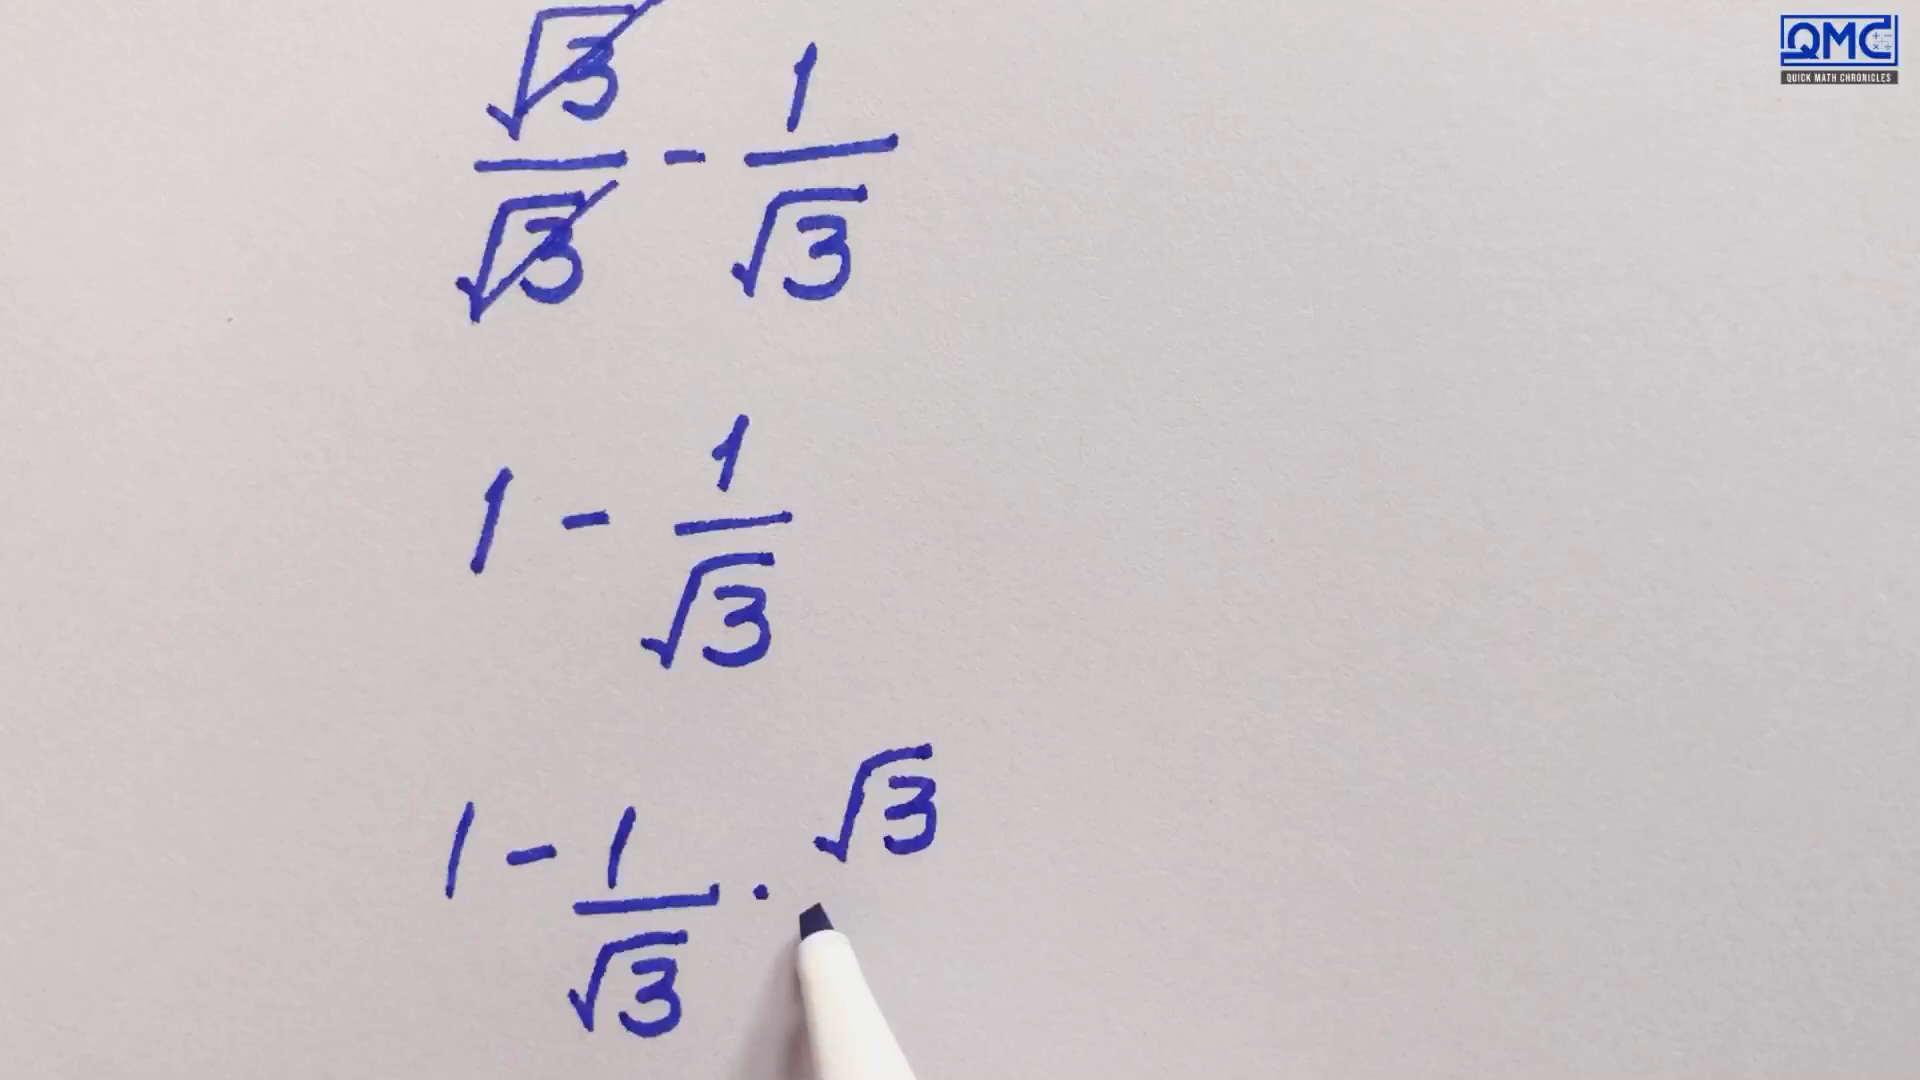 QMC
QUICK MATH CHRONICLES
√3/√3 - 1/√3
1 - 1/√3
1 - 1/√3 · √3